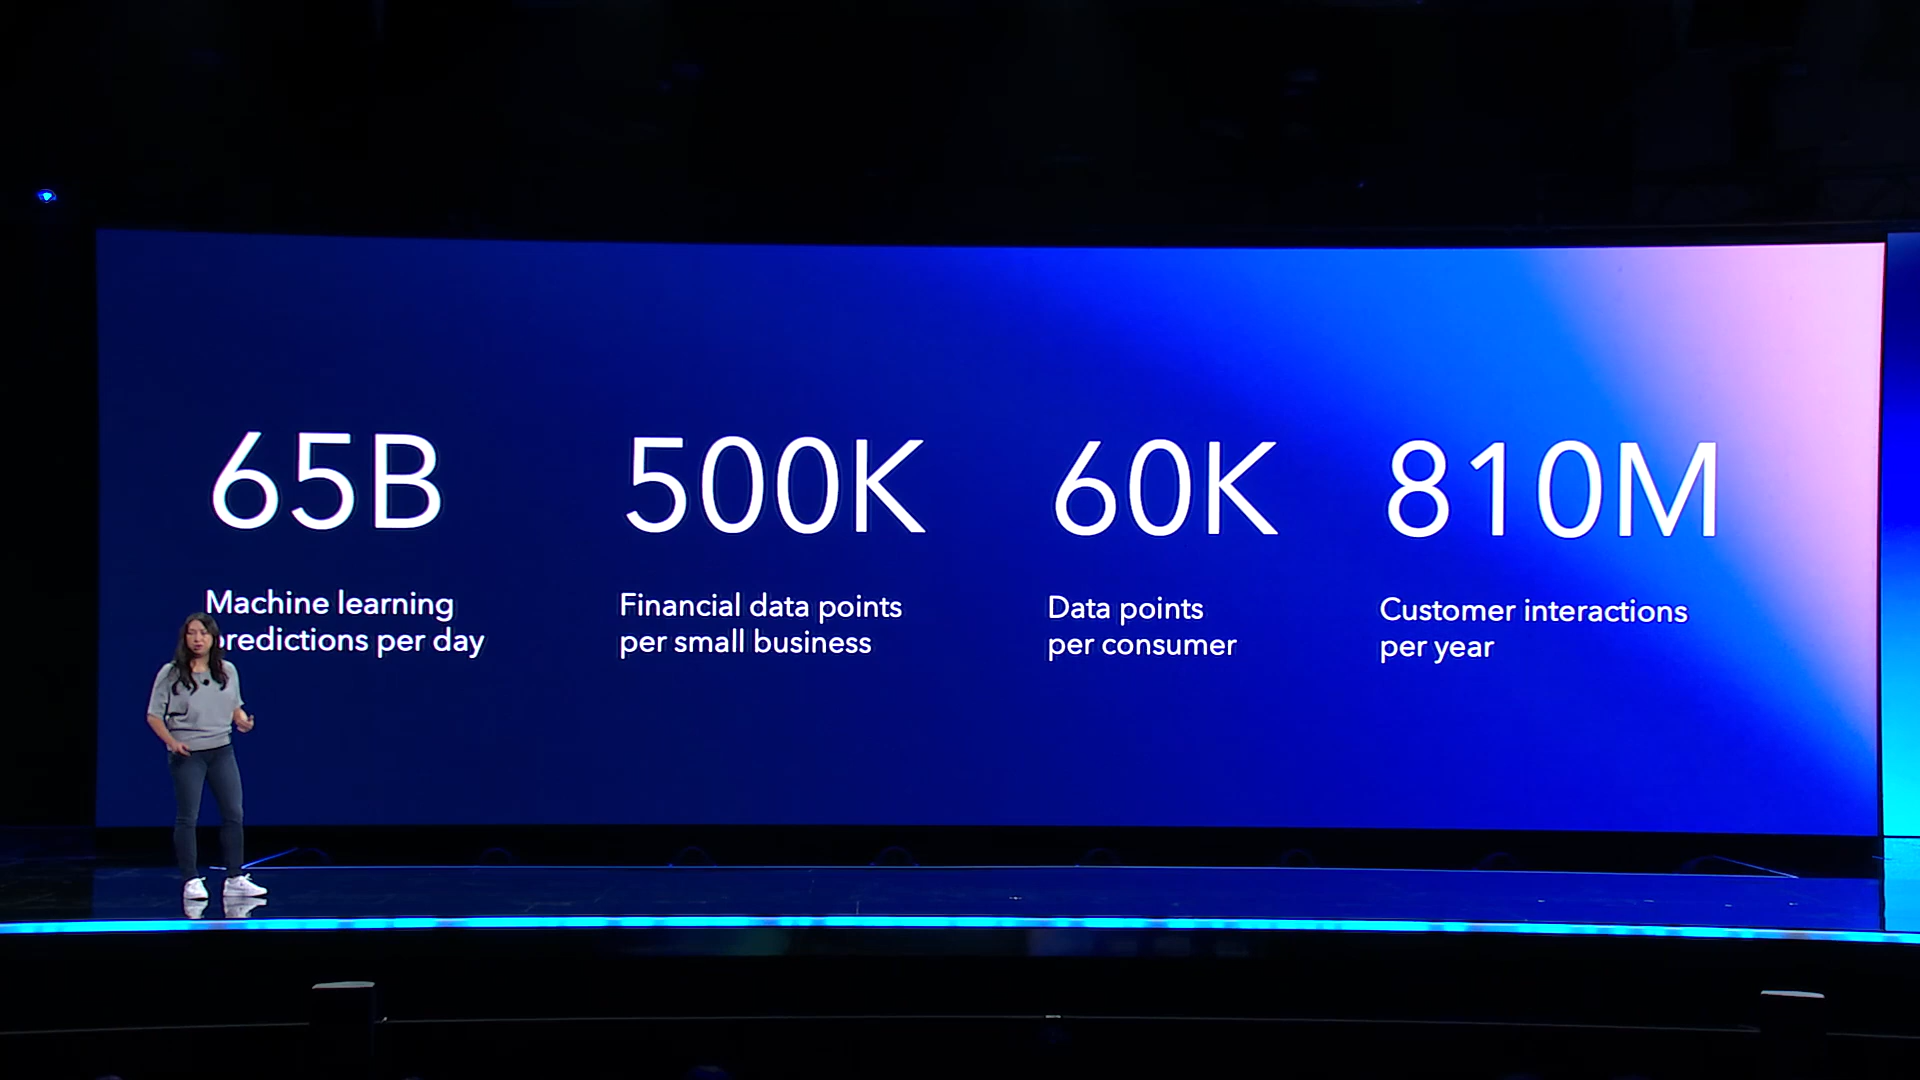 65B
Machine learning
predictions per day
500K
Financial data points
per small business
60K
Data points
per consumer
810M
Customer interactions
per year